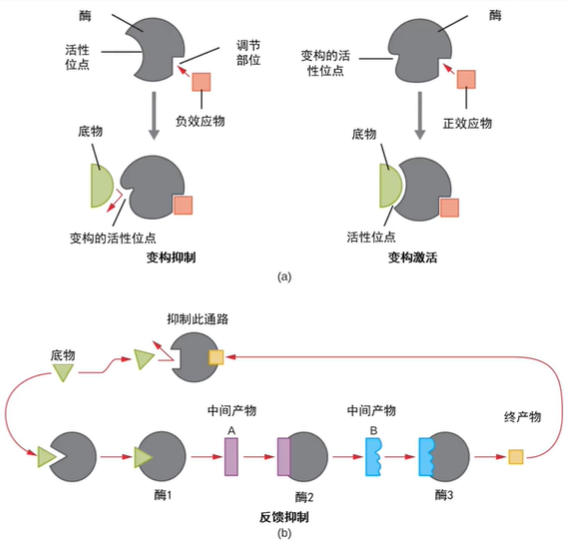 酶
活性
位点
调节
部位
负效应物
底物
变构的活性位点
变构抑制
酶
变构的活
性位点
正效应物
底物
活性位点
变构激活
(a)
抑制此通路
底物
中间产物
A
中间产物
B
终产物
酶1
酶2
酶3
反馈抑制
(b)